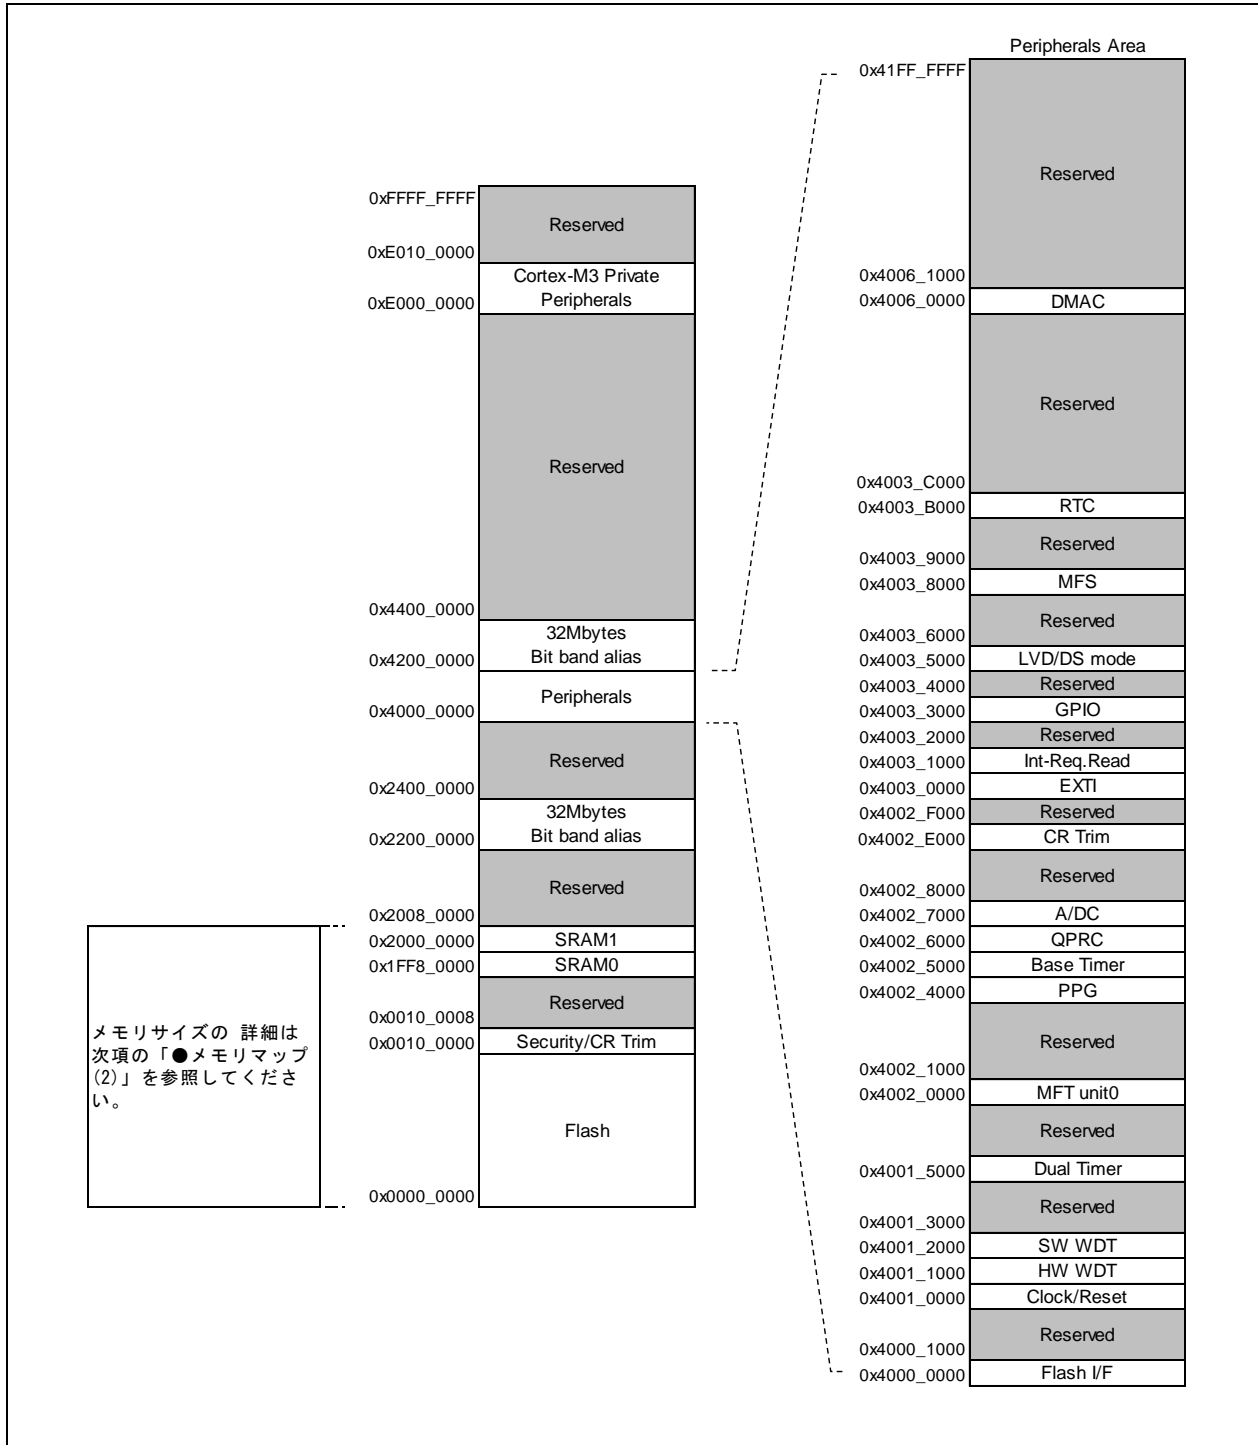 0xFFFF_FFFF
Reserved
0xE010_0000
Cortex-M3 Private
Peripherals
0xE000_0000
Reserved
0x4400_0000
32Mbytes
Bit band alias
0x4200_0000
Peripherals
0x4000_0000
Reserved
0x2400_0000
32Mbytes
Bit band alias
0x2200_0000
Reserved
0x2008_0000
0x2000_0000 SRAM1
0x1FF8_0000 SRAM0
Reserved
0x0010_0008
0x0010_0000 Security/CR Trim
Flash
0x0000_0000
メモリサイズの 詳細は
次項の「●メモリマップ
(2)」を参照してくださ
い。
Peripherals Area
0x41FF_FFFF
Reserved
0x4006_1000
0x4006_0000 DMAC
Reserved
0x4003_C000
0x4003_B000 RTC
Reserved
0x4003_9000
0x4003_8000 MFS
Reserved
0x4003_6000
0x4003_5000 LVD/DS mode
0x4003_4000 Reserved
0x4003_3000 GPIO
0x4003_2000 Reserved
0x4003_1000 Int-Req.Read
0x4003_0000 EXTI
0x4002_F000 Reserved
0x4002_E000 CR Trim
Reserved
0x4002_8000
0x4002_7000 A/DC
0x4002_6000 QPRC
0x4002_5000 Base Timer
0x4002_4000 PPG
Reserved
0x4002_1000
0x4002_0000 MFT unit0
Reserved
0x4001_5000 Dual Timer
Reserved
0x4001_3000
0x4001_2000 SW WDT
0x4001_1000 HW WDT
0x4001_0000 Clock/Reset
Reserved
0x4000_1000
0x4000_0000 Flash I/F